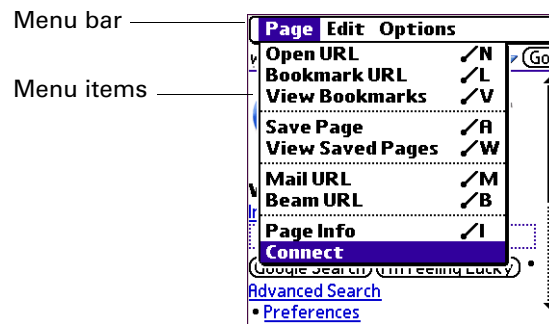 Menu bar
Page Edit Options
Open URL /N
Go
Bookmark URL /L
Menu items
View Bookmarks /V
Save Page /A
View Saved Pages /W
Mail URL /M
Beam URL /B
Page Info /I
Connect
Google Search I'm Feeling Lucky
Advanced Search
• Preferences